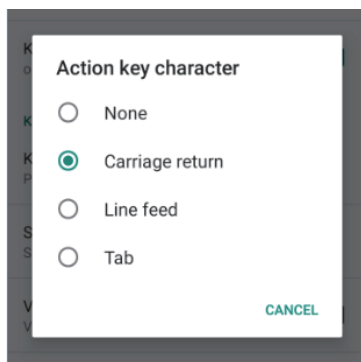 Action key character
None
Carriage return
Line feed
Tab
CANCEL